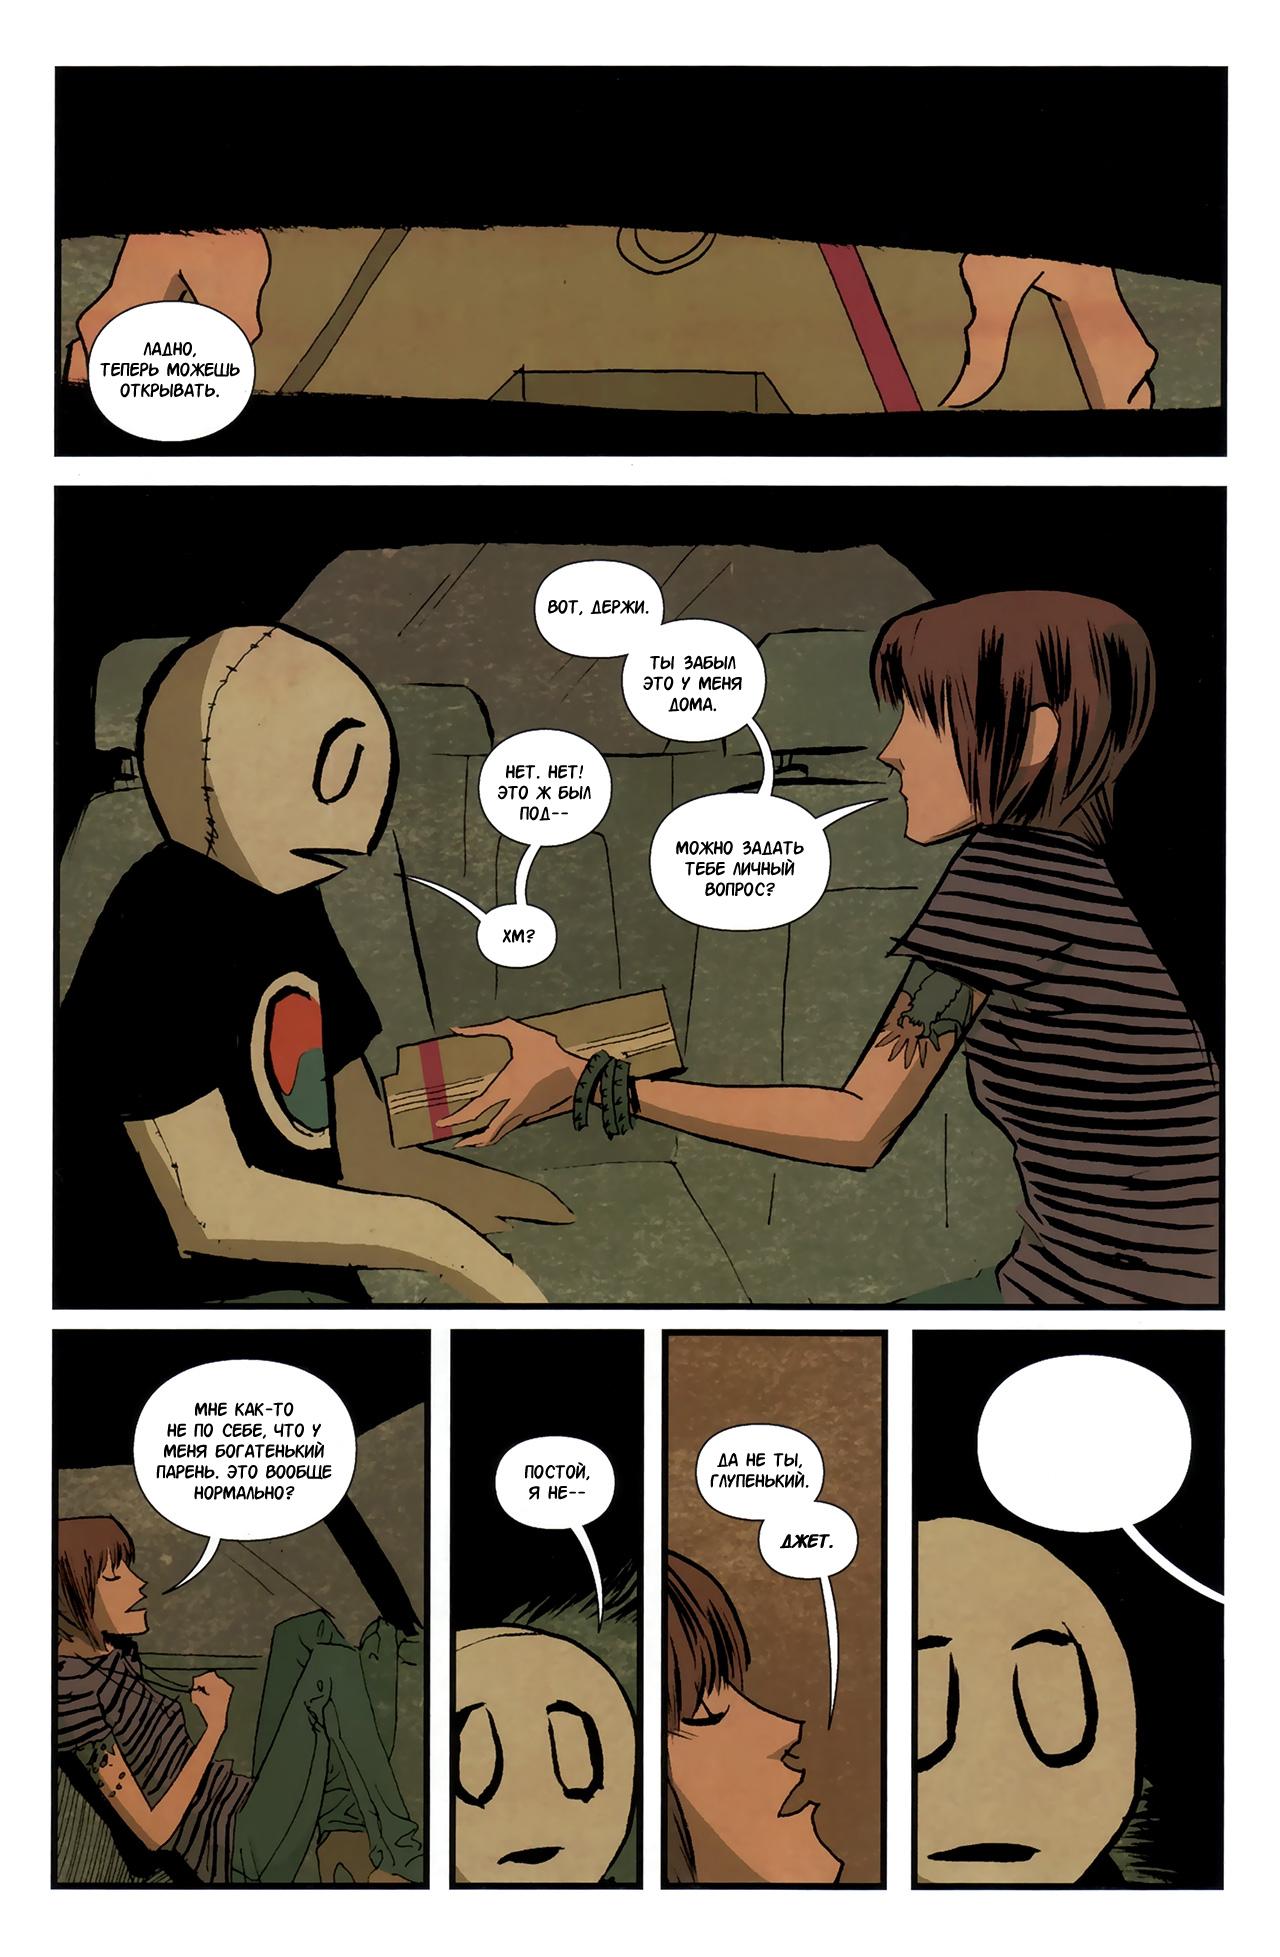 ЛАДНО,
ТЕПЕРЬ МОЖЕШЬ
ОТКРЫВАТЬ.
ВОТ, ДЕРЖИ.
ТЫ ЗАБЫЛ
ЭТО У МЕНЯ
ДОМА.
НЕТ. НЕТ!
ЭТО Ж БЫЛ
ПОД--
МОЖНО ЗАДАТЬ
ТЕБЕ ЛИЧНЫЙ
ВОПРОС?
ХМ?
МНЕ КАК-ТО
НЕ ПО СЕБЕ, ЧТО У
МЕНЯ БОГАТЕНЬКИЙ
ПАРЕНЬ. ЭТО ВООБЩЕ
НОРМАЛЬНО?
ПОСТОЙ,
Я НЕ--
ДА НЕ ТЫ,
ГЛУПЕНЬКИЙ.
ДЖЕТ.